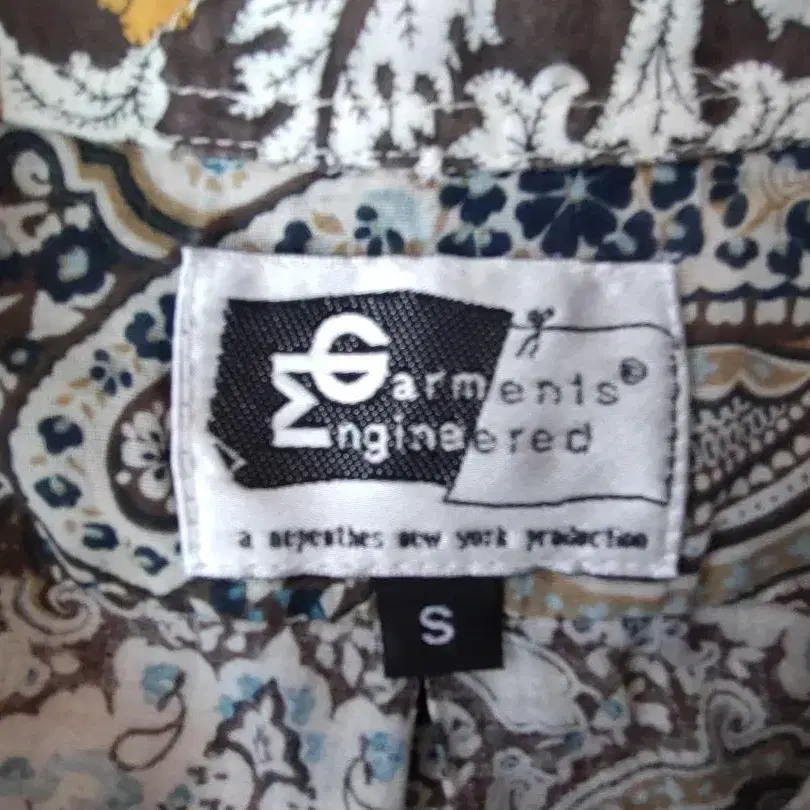 Garments®
Engineered
a nepenthes new york production
S